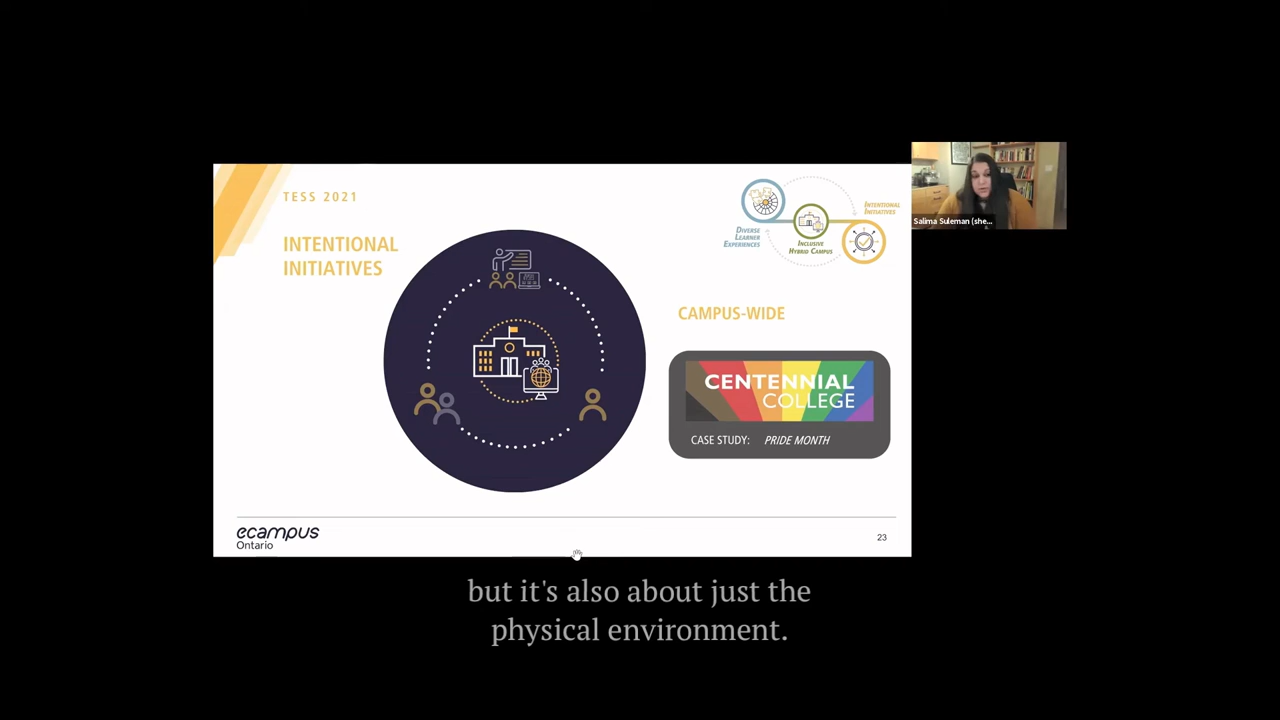 TESS 2021
INTENTIONAL
INITIATIVES
DIVERSE
LEARNER
EXPERIENCES
INCLUSIVE
HYBRID CAMPUS
INTENTIONAL
INITIATIVES
CAMPUS-WIDE
CENTENNIAL
COLLEGE
CASE STUDY: PRIDE MONTH
ecampus
Ontario
23
Salima Suleman (she...
but it's also about just the
physical environment.